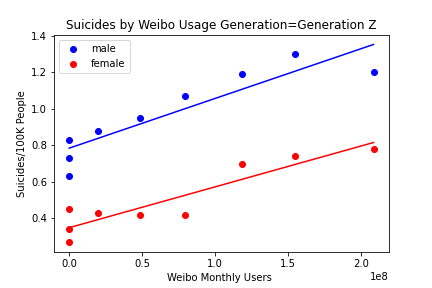 Suicides by Weibo Usage Generation=Generation Z
male
female
Suicides/100K People
1.4
1.2
1.0
0.8
0.6
0.4
0.0
0.5
1.0
1.5
2.0
1e8
Weibo Monthly Users